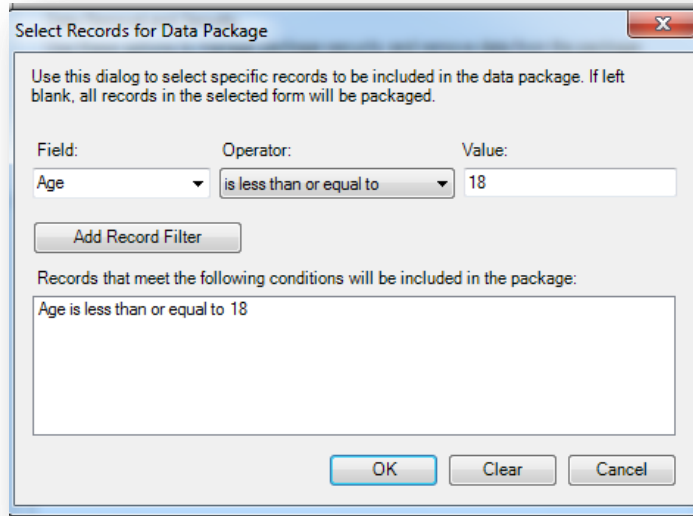 Select Records for Data Package
Use this dialog to select specific records to be included in the data package. If left
blank, all records in the selected form will be packaged.
Field: Operator: Value:
Age is less than or equal to 18
Add Record Filter
Records that meet the following conditions will be included in the package:
Age is less than or equal to 18
OK Clear Cancel